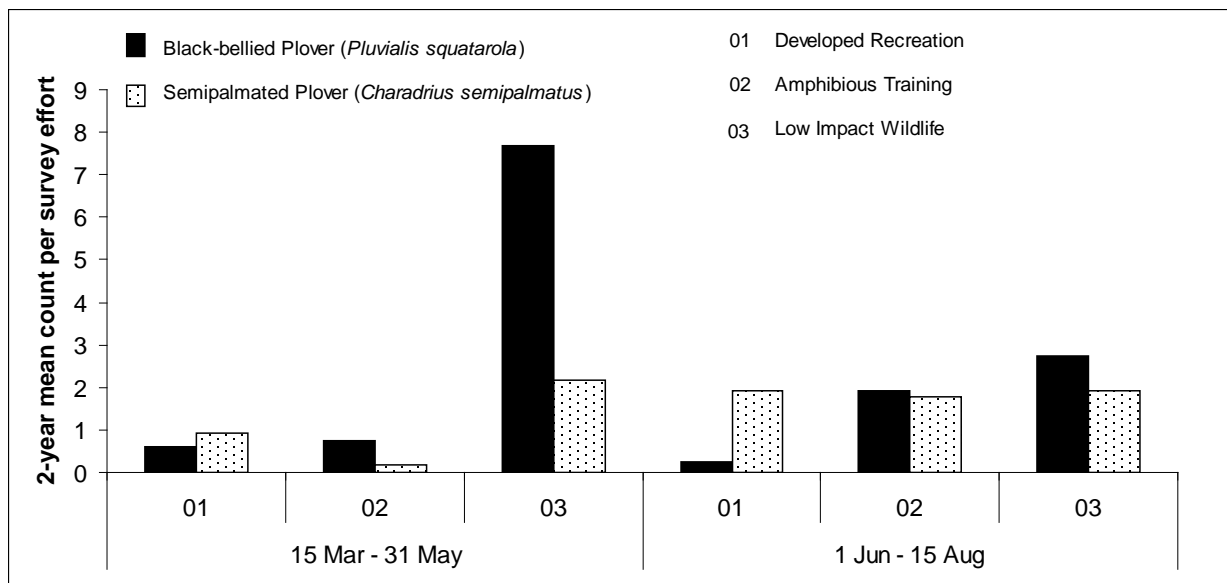 Black-bellied Plover (Pluvialis squatarola)
Semipalmated Plover (Charadrius semipalmatus)
01 Developed Recreation
02 Amphibious Training
03 Low Impact Wildlife
2-year mean count per survey effort
9
8
7
6
5
4
3
2
1
0
01 02 03 01 02 03
15 Mar - 31 May 1 Jun - 15 Aug